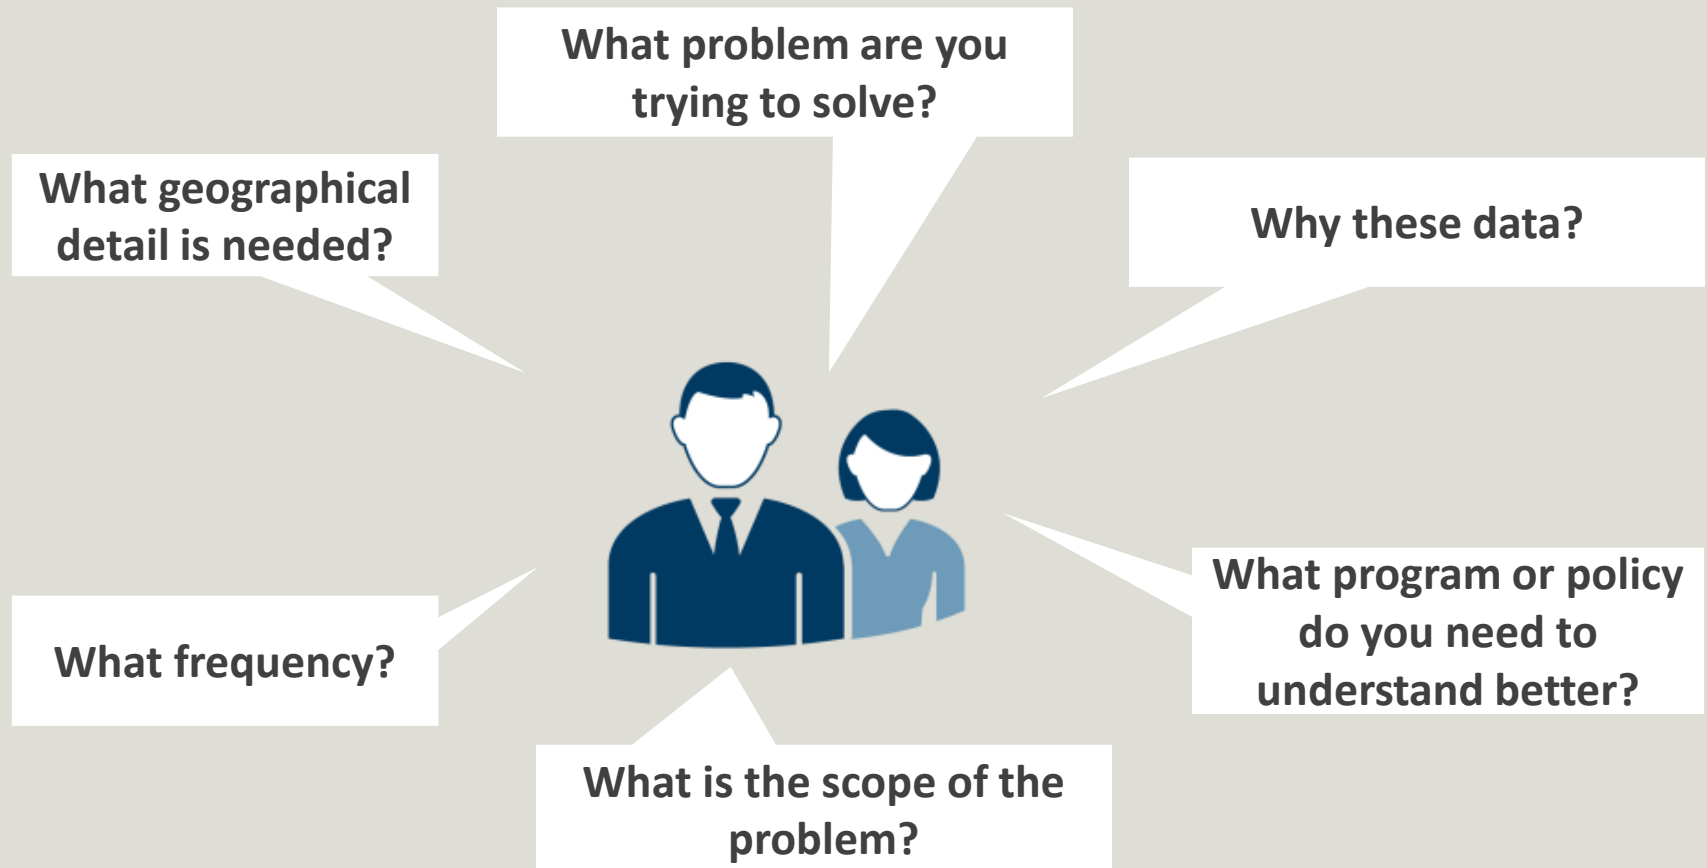 What problem are you
trying to solve?
What geographical
detail is needed?
Why these data?
What frequency?
What program or policy
do you need to
understand better?
What is the scope of the
problem?